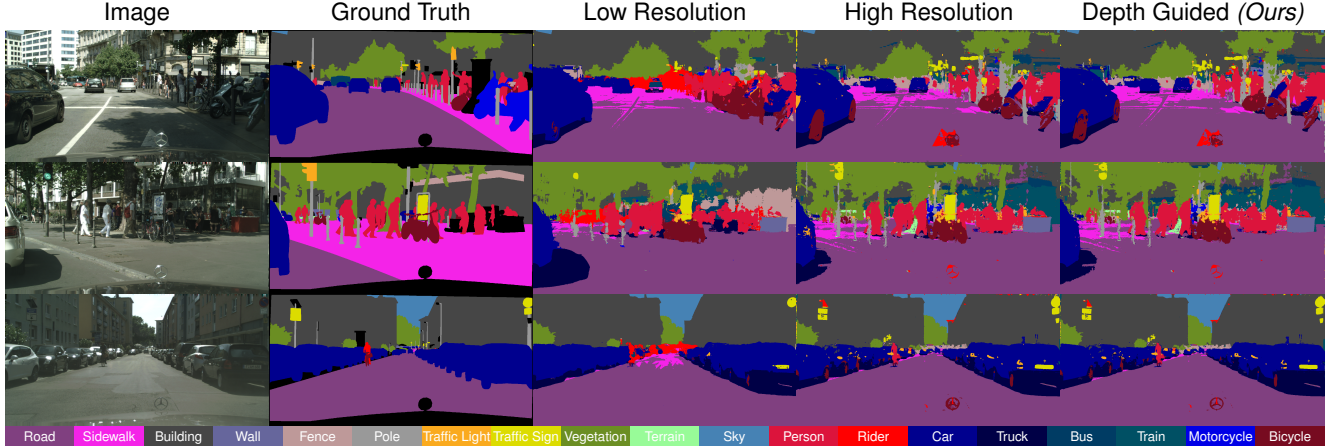 Image Ground Truth Low Resolution High Resolution Depth Guided (Ours)
Road Sidewalk Building Wall Fence Pole Traffic Light Traffic Sign Vegetation Terrain Sky Person Rider Car Truck Bus Train Motorcycle Bicycle